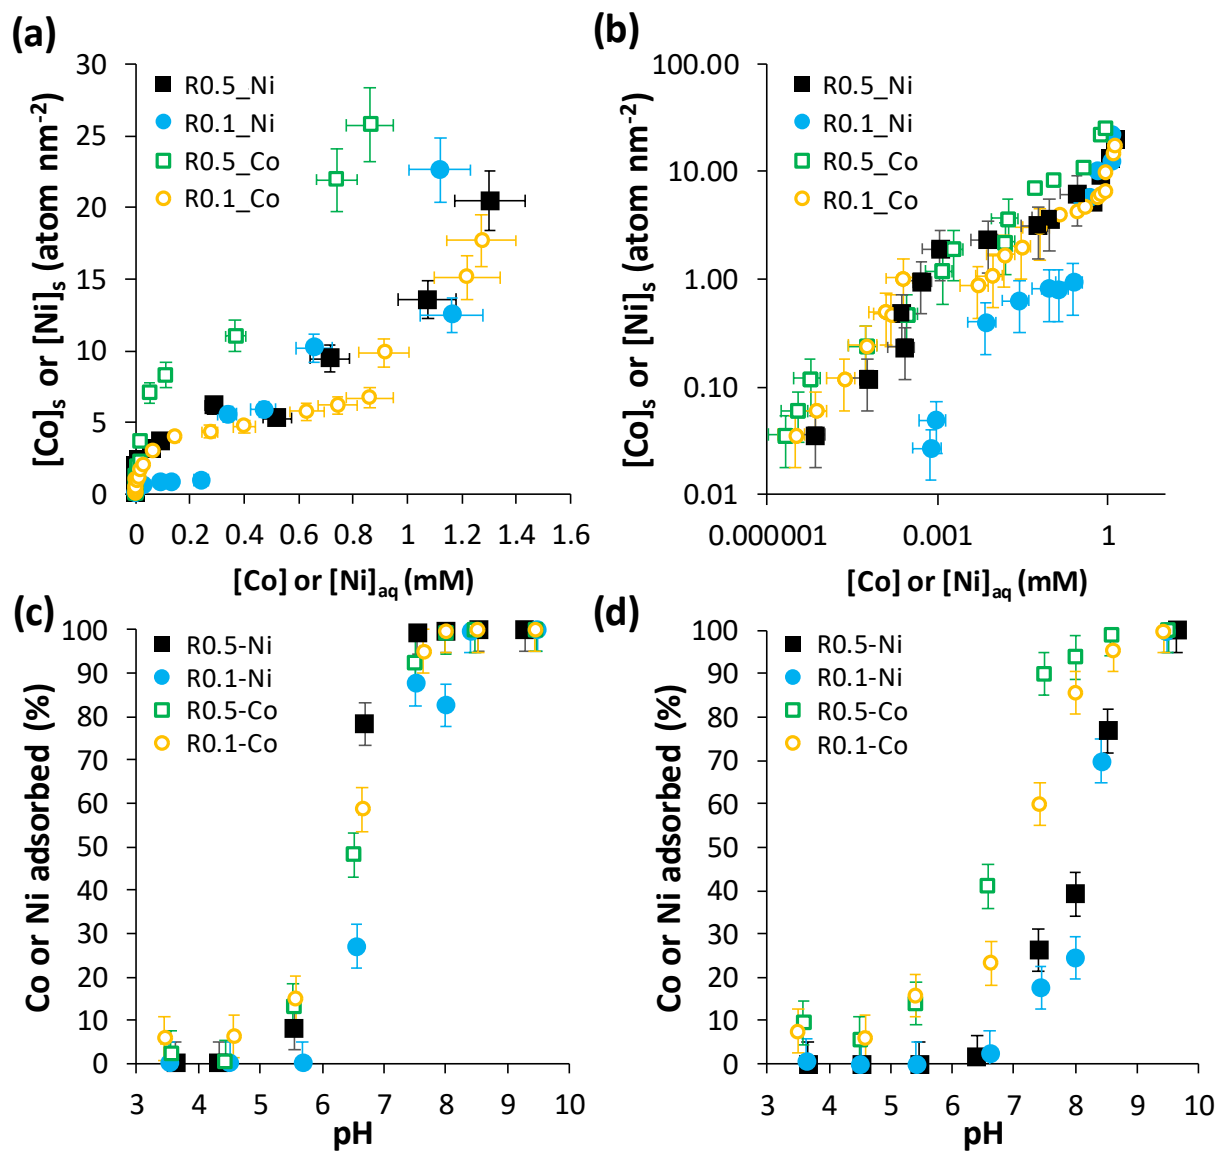 (a)
[Co]s or [Ni]s (atom nm-2)
30
25
20
15
10
5
0
R0.5_Ni
R0.1_Ni
R0.5_Co
R0.1_Co
0 0.2 0.4 0.6 0.8 1 1.2 1.4 1.6
[Co] or [Ni]aq (mM)
(b)
[Co]s or [Ni]s (atom nm-2)
100.00
10.00
1.00
0.10
0.01
R0.5_Ni
R0.1_Ni
R0.5_Co
R0.1_Co
0.000001 0.001 1
[Co] or [Ni]aq (mM)
(c)
Co or Ni adsorbed (%)
100
90
80
70
60
50
40
30
20
10
0
R0.5-Ni
R0.1-Ni
R0.5-Co
R0.1-Co
3 4 5 6 7 8 9 10
pH
(d)
Co or Ni adsorbed (%)
100
90
80
70
60
50
40
30
20
10
0
R0.5-Ni
R0.1-Ni
R0.5-Co
R0.1-Co
3 4 5 6 7 8 9 10
pH